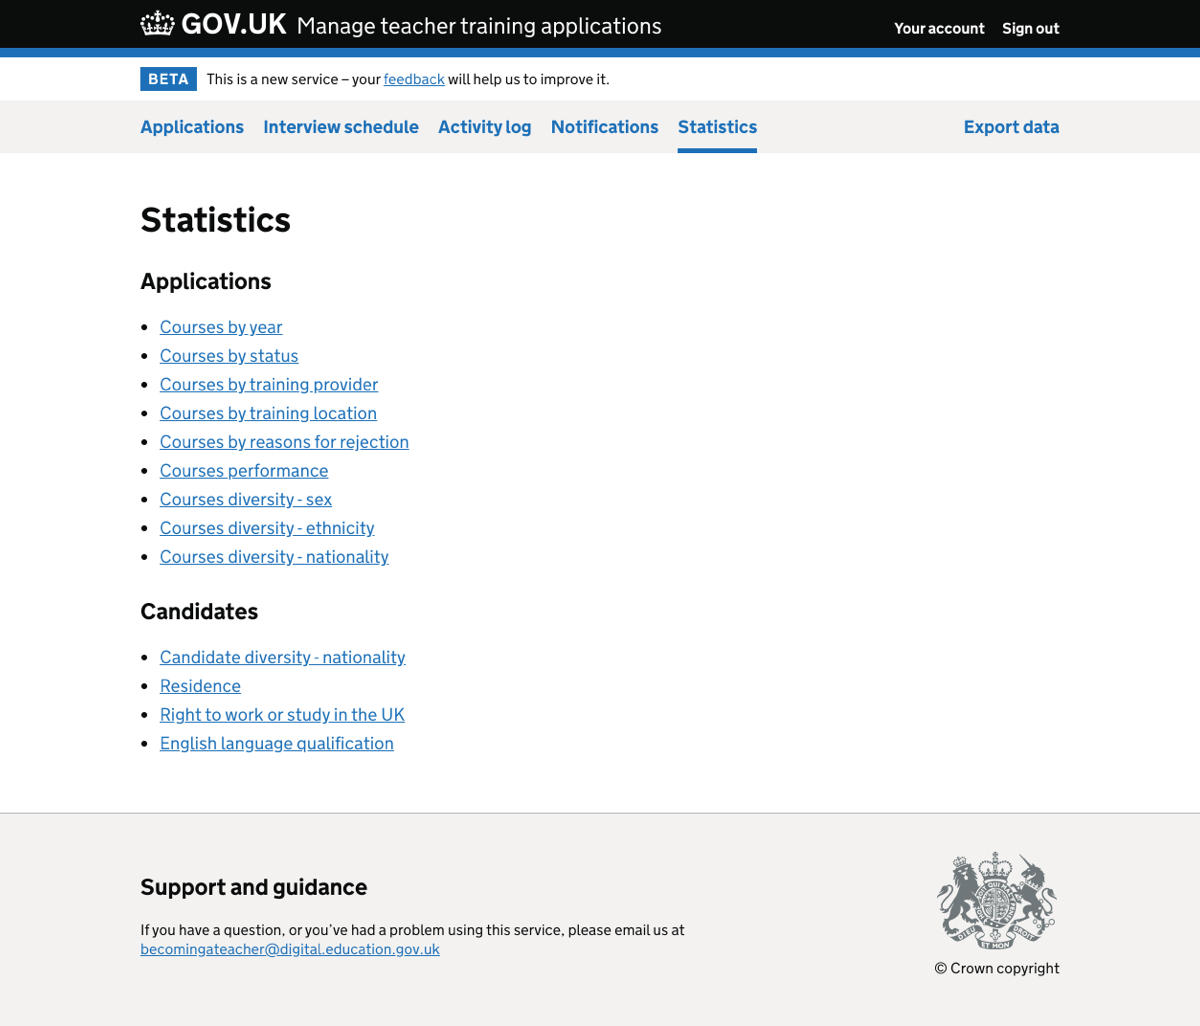 GOV.UK Manage teacher training applications
Your account Sign out
BETA This is a new service – your feedback will help us to improve it.
Applications Interview schedule Activity log Notifications Statistics Export data
Statistics
Applications
• Courses by year
• Courses by status
• Courses by training provider
• Courses by training location
• Courses by reasons for rejection
• Courses performance
• Courses diversity - sex
• Courses diversity - ethnicity
• Courses diversity - nationality
Candidates
• Candidate diversity - nationality
• Residence
• Right to work or study in the UK
• English language qualification
Support and guidance
If you have a question, or you’ve had a problem using this service, please email us at
becomingateacher@digital.education.gov.uk
DIEU ET MON DROIT
© Crown copyright